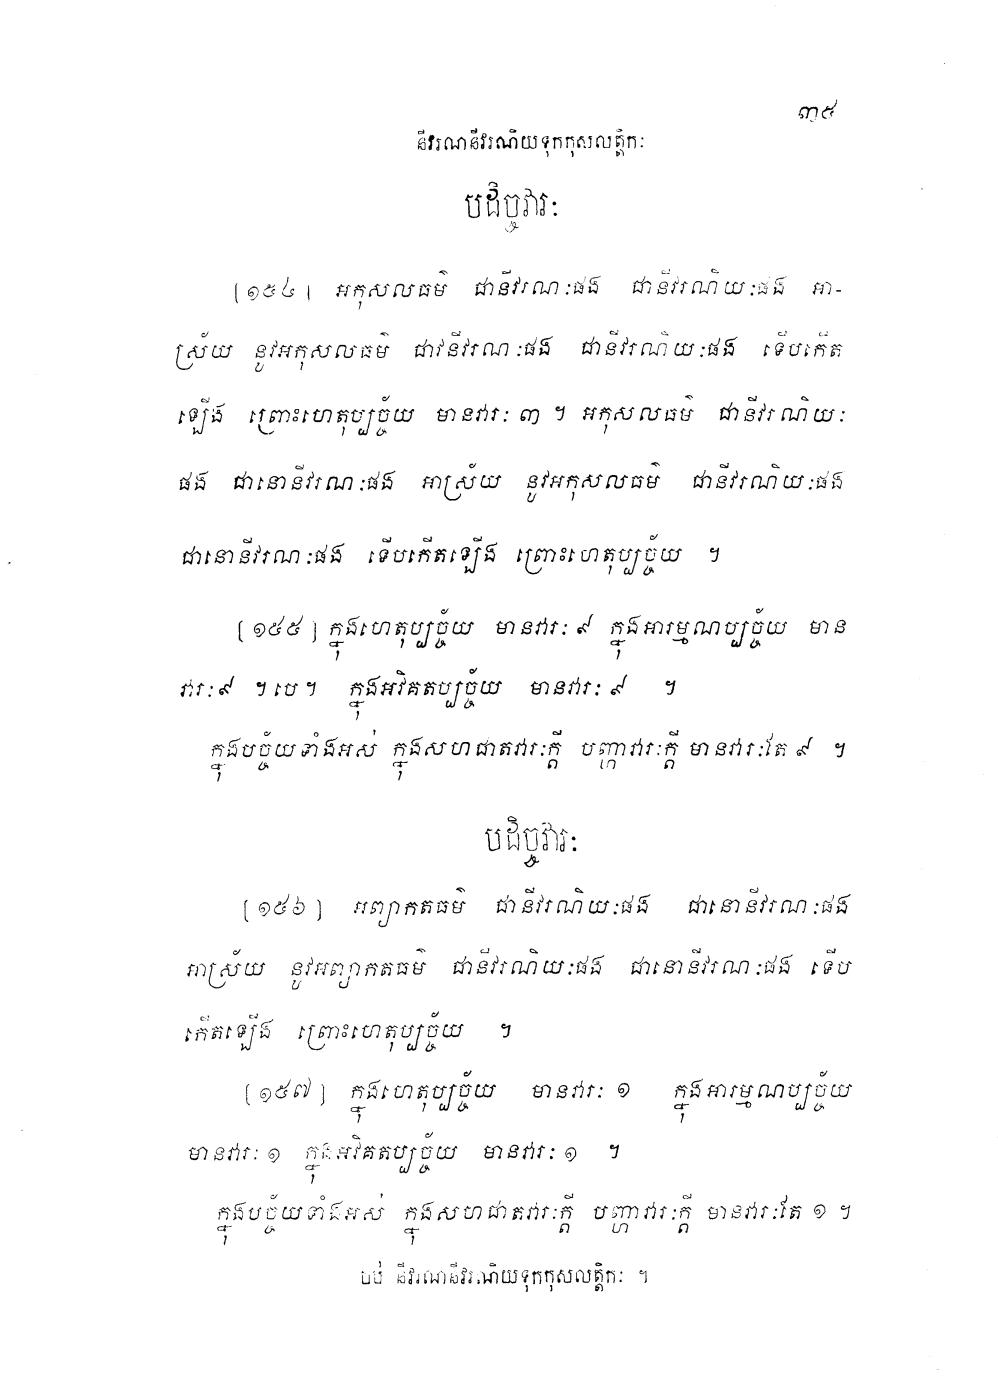 ៣៥
នីវរណនីវរណិយទុកកុសលត្តិកៈ
បដិច្ចវារៈ
[១៥៤] អកុសលធម៌ ជានីវរណៈផង ជានីវរណិយៈផង អា-
ស្រ័យ នូវអកុសលធម៌ ជានីវរណៈផង ជានីវរណិយៈផង ទើបកើត
ឡើង ព្រោះហេតុប្បច្ច័យ មានវារៈ ៣ ។ អកុសលធម៌ ជានីវរណិយៈ
ផង ជានោនីវរណៈផង អាស្រ័យ នូវអកុសលធម៌ ជានីវរណិយៈផង
ជានោនីវរណៈផង ទើបកើតឡើង ព្រោះហេតុប្បច្ច័យ ។
[១៥៥] ក្នុងហេតុប្បច្ច័យ មានវារៈ ៩ ក្នុងអារម្មណប្បច្ច័យ មាន
វារៈ ៩ ។ បេ ។ ក្នុងអវិគតប្បច្ច័យ មានវារៈ ៩ ។
ក្នុងបច្ច័យទាំងអស់ ក្នុងសហជាតវារៈក្តី បញ្ហាវារៈក្តី មានវារៈតែ ៩ ។
បដិច្ចវារៈ
[១៥៦] អព្យាកតធម៌ ជានីវរណិយៈផង ជានោនីវរណៈផង
អាស្រ័យ នូវអព្យាកតធម៌ ជានីវរណិយៈផង ជានោនីវរណៈផង ទើប
កើតឡើង ព្រោះហេតុប្បច្ច័យ ។
[១៥៧] ក្នុងហេតុប្បច្ច័យ មានវារៈ ១ ក្នុងអារម្មណប្បច្ច័យ
មានវារៈ ១ ក្នុងអវិគតប្បច្ច័យ មានវារៈ ១ ។
ក្នុងបច្ច័យទាំងអស់ ក្នុងសហជាតវារៈក្តី បញ្ហាវារៈក្តី មានវារៈតែ ១ ។
ចប់ នីវរណនីវរណិយទុកកុសលត្តិកៈ ។